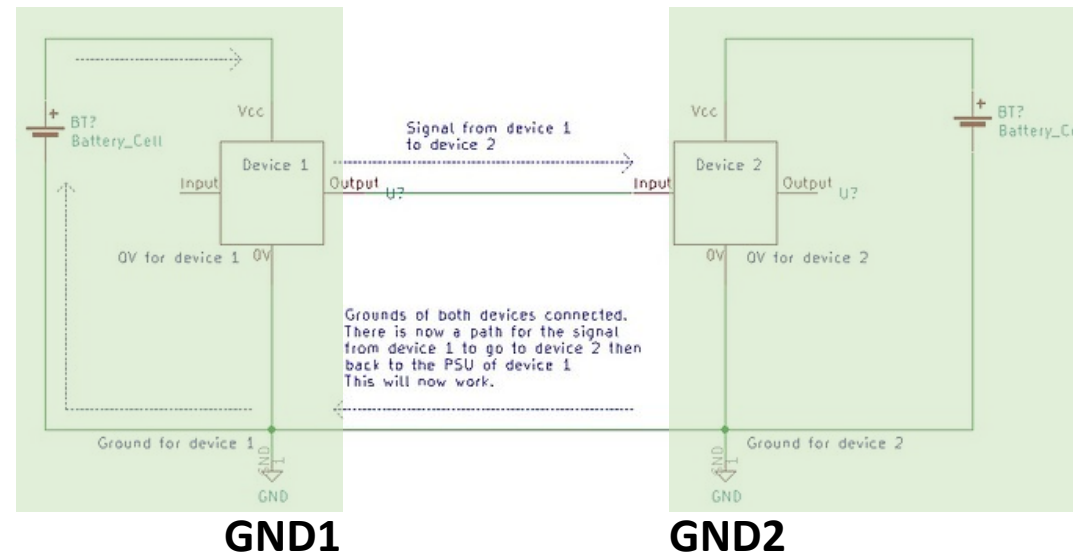 Vcc
Vcc
+
BT?
Battery_Cell
+
BT?
Battery_C
Signal from device 1
to device 2
Device 1
Device 2
Input
Output
U?
Input
Output
U?
0V for device 1
0V
0V
0V for device 2
Grounds of both devices connected.
There is now a path for the signal
from device 1 to go to device 2 then
back to the PSU of device 1
This will now work.
Ground for device 1
GND
1
GND
Ground for device 2
GND
1
GND
GND1
GND2